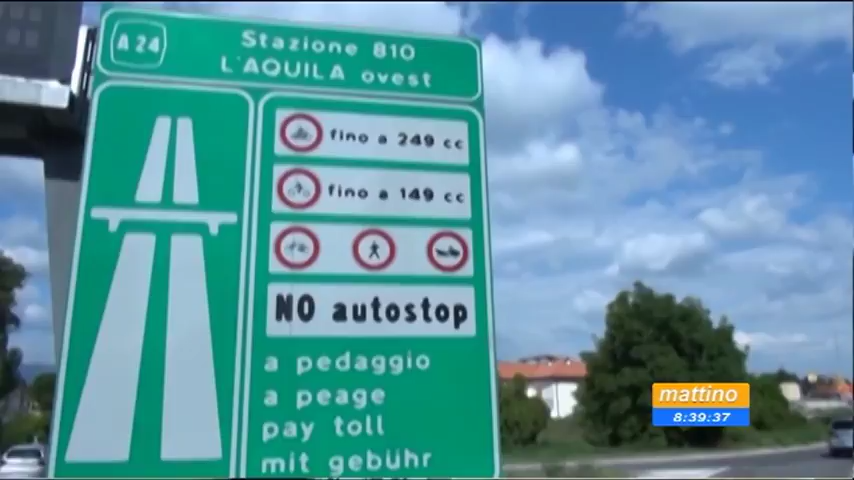 A 24
Stazione 810
L'AQUILA ovest
fino a 249 cc
fino a 149 cc
NO autostop
a pedaggio
a peage
pay toll
mit gebühr
mattino
8:39:37